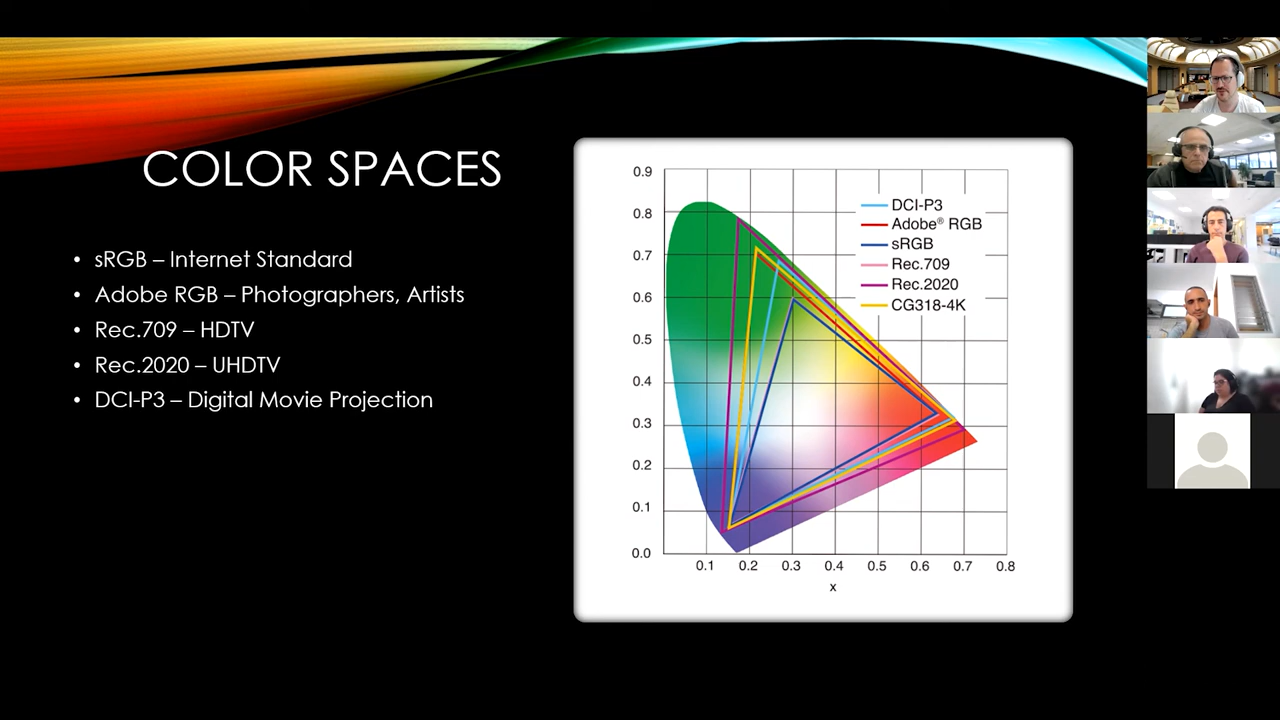 COLOR SPACES
• sRGB – Internet Standard
• Adobe RGB – Photographers, Artists
• Rec.709 – HDTV
• Rec.2020 – UHDTV
• DCI-P3 – Digital Movie Projection
0.9
0.8
0.7
0.6
0.5
0.4
0.3
0.2
0.1
0.0
DCI-P3
Adobe® RGB
sRGB
Rec.709
Rec.2020
CG318-4K
0.1 0.2 0.3 0.4 0.5 0.6 0.7 0.8
x